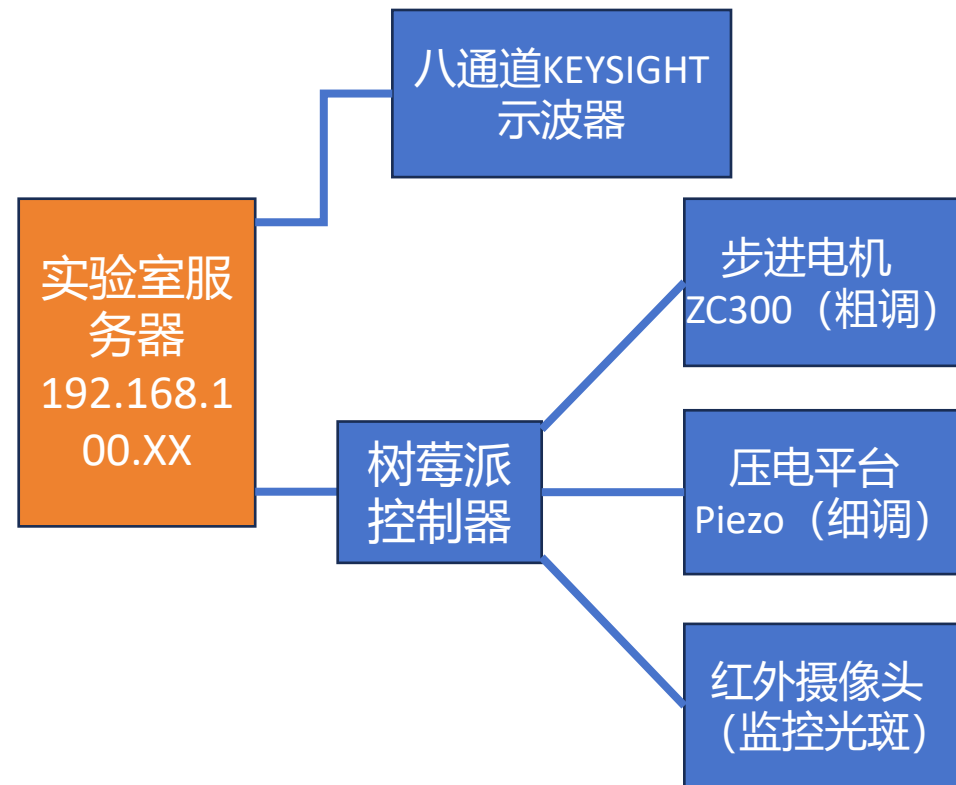 八通道KEYSIGHT
示波器
实验室服
务器
192.168.1
00.XX
步进电机
ZC300（粗调）
树莓派
控制器
压电平台
Piezo（细调）
红外摄像头
（监控光斑）